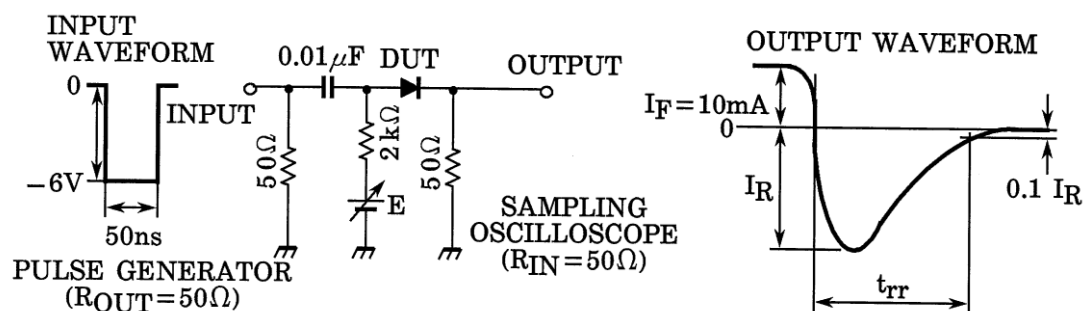 INPUT
WAVEFORM
0
−6V
50ns
PULSE GENERATOR
(ROUT=50Ω)
INPUT
0.01μF
DUT
OUTPUT
50Ω
2kΩ
E
50Ω
SAMPLING
OSCILLOSCOPE
(RIN=50Ω)
OUTPUT WAVEFORM
IF=10mA
0
IR
0.1 IR
trr